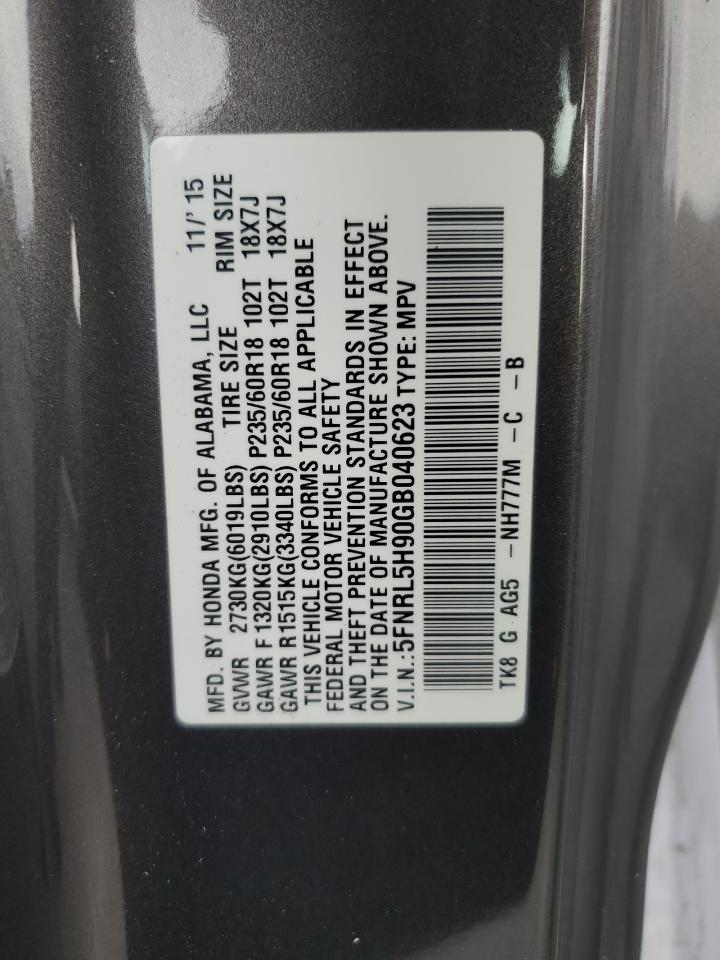 MFD. BY HONDA MFG. OF ALABAMA, LLC 11/' 15
GVWR 2730KG(6019LBS) TIRE SIZE RIM SIZE
GAWR F 1320KG(2910LBS) P235/60R18 102T 18X7J
GAWR R 1515KG(3340LBS) P235/60R18 102T 18X7J
THIS VEHICLE CONFORMS TO ALL APPLICABLE
FEDERAL MOTOR VEHICLE SAFETY
AND THEFT PREVENTION STANDARDS IN EFFECT
ON THE DATE OF MANUFACTURE SHOWN ABOVE.
V.I.N.:5FNRL5H90GB040623 TYPE: MPV
TK8 G AG5 -NH777M -C -B